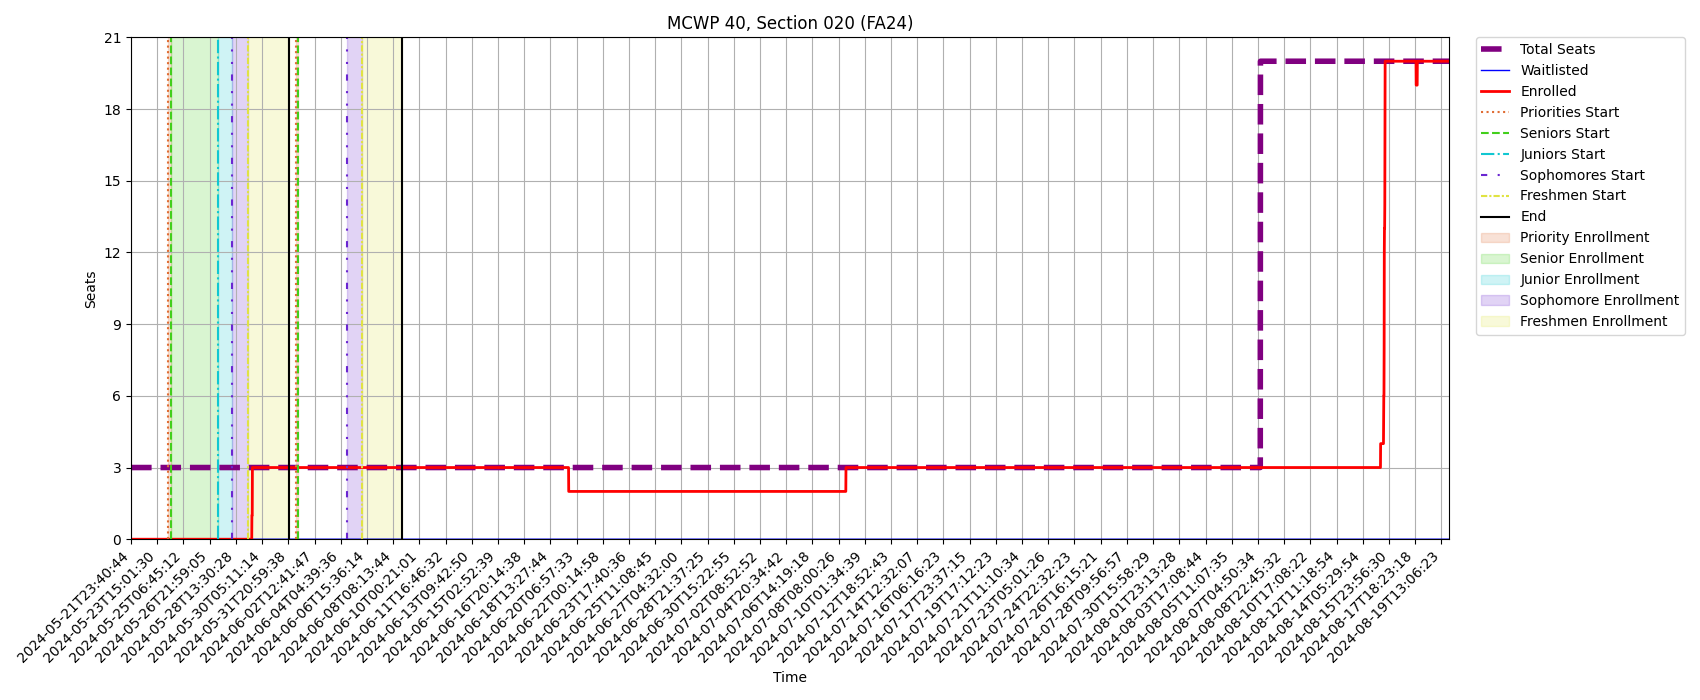 MCWP 40, Section 020 (FA24)
21
18
15
12
9
6
3
0
Seats
2024-05-21T23:40:44
2024-05-23T15:01:30
2024-05-25T06:45:12
2024-05-26T21:59:05
2024-05-28T13:30:28
2024-05-30T05:11:14
2024-05-31T20:59:38
2024-06-02T12:41:47
2024-06-04T04:39:36
2024-06-06T15:36:14
2024-06-08T08:13:44
2024-06-10T00:21:01
2024-06-11T16:46:32
2024-06-13T09:42:50
2024-06-15T02:52:39
2024-06-16T20:14:38
2024-06-18T13:27:44
2024-06-20T06:57:33
2024-06-22T00:14:58
2024-06-23T17:40:36
2024-06-25T11:08:45
2024-06-27T04:32:00
2024-06-28T21:37:25
2024-06-30T15:22:55
2024-07-02T08:52:52
2024-07-04T20:34:42
2024-07-06T14:19:18
2024-07-08T08:00:26
2024-07-10T01:34:39
2024-07-12T18:52:43
2024-07-14T12:32:07
2024-07-16T06:16:23
2024-07-17T23:37:15
2024-07-19T17:12:23
2024-07-21T11:10:34
2024-07-23T05:01:26
2024-07-24T22:32:23
2024-07-26T16:15:21
2024-07-28T09:56:57
2024-07-30T15:58:29
2024-08-01T23:13:28
2024-08-03T17:08:44
2024-08-05T11:07:35
2024-08-07T04:50:34
2024-08-08T22:45:32
2024-08-10T17:08:22
2024-08-12T11:18:54
2024-08-14T05:29:54
2024-08-15T23:56:30
2024-08-17T18:23:18
2024-08-19T13:06:23
Time
Total Seats
Waitlisted
Enrolled
Priorities Start
Seniors Start
Juniors Start
Sophomores Start
Freshmen Start
End
Priority Enrollment
Senior Enrollment
Junior Enrollment
Sophomore Enrollment
Freshmen Enrollment